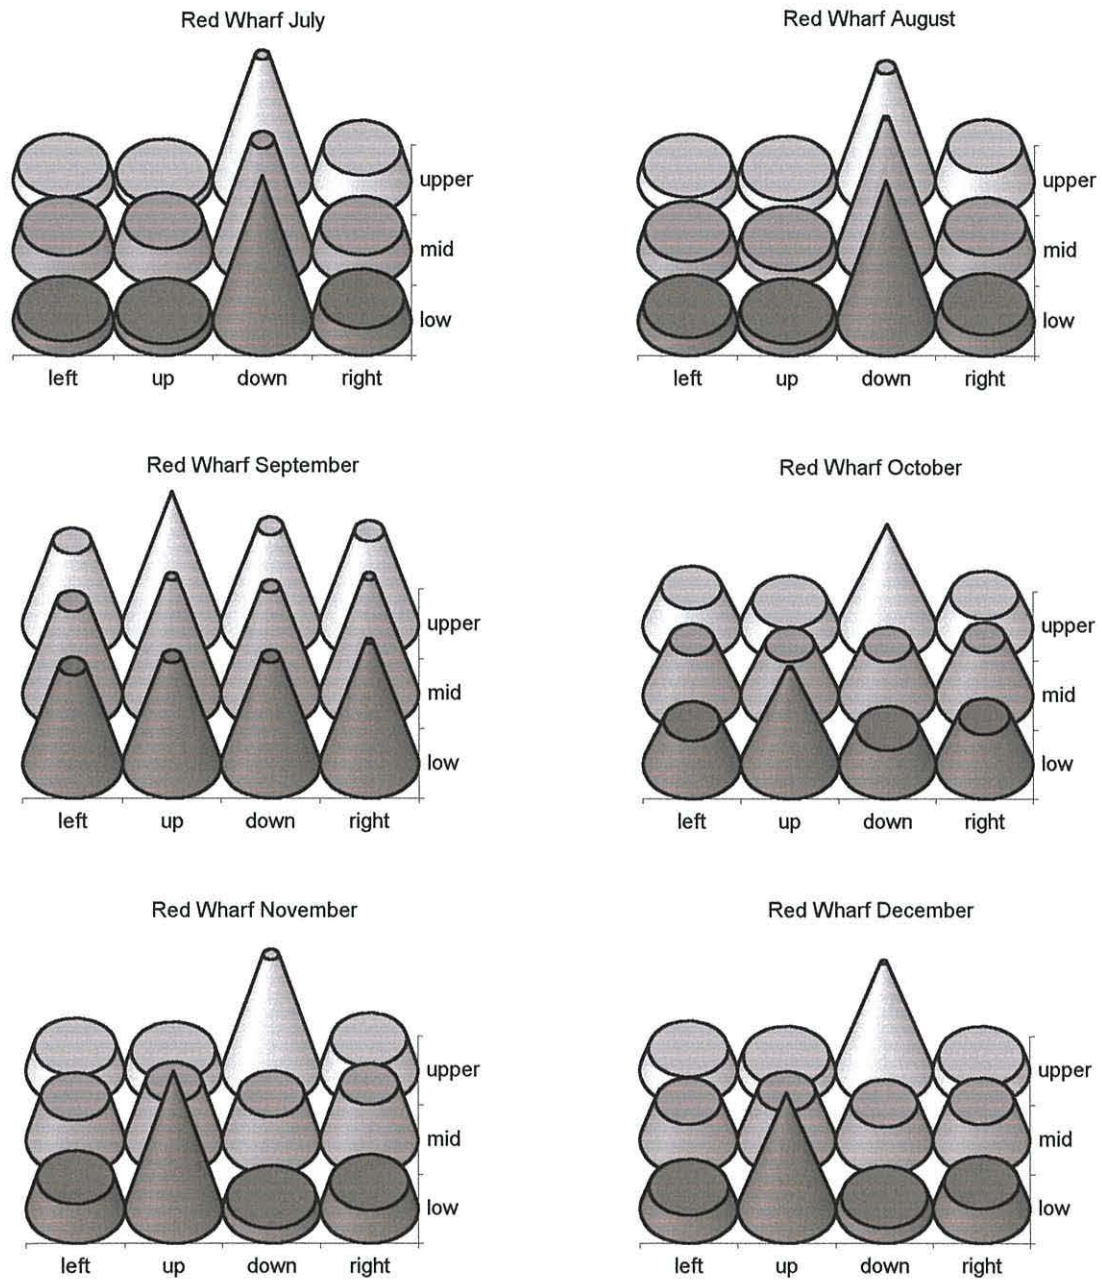 Red Wharf July
upper
mid
low
left up down right
Red Wharf August
upper
mid
low
left up down right
Red Wharf September
upper
mid
low
left up down right
Red Wharf October
upper
mid
low
left up down right
Red Wharf November
upper
mid
low
left up down right
Red Wharf December
upper
mid
low
left up down right